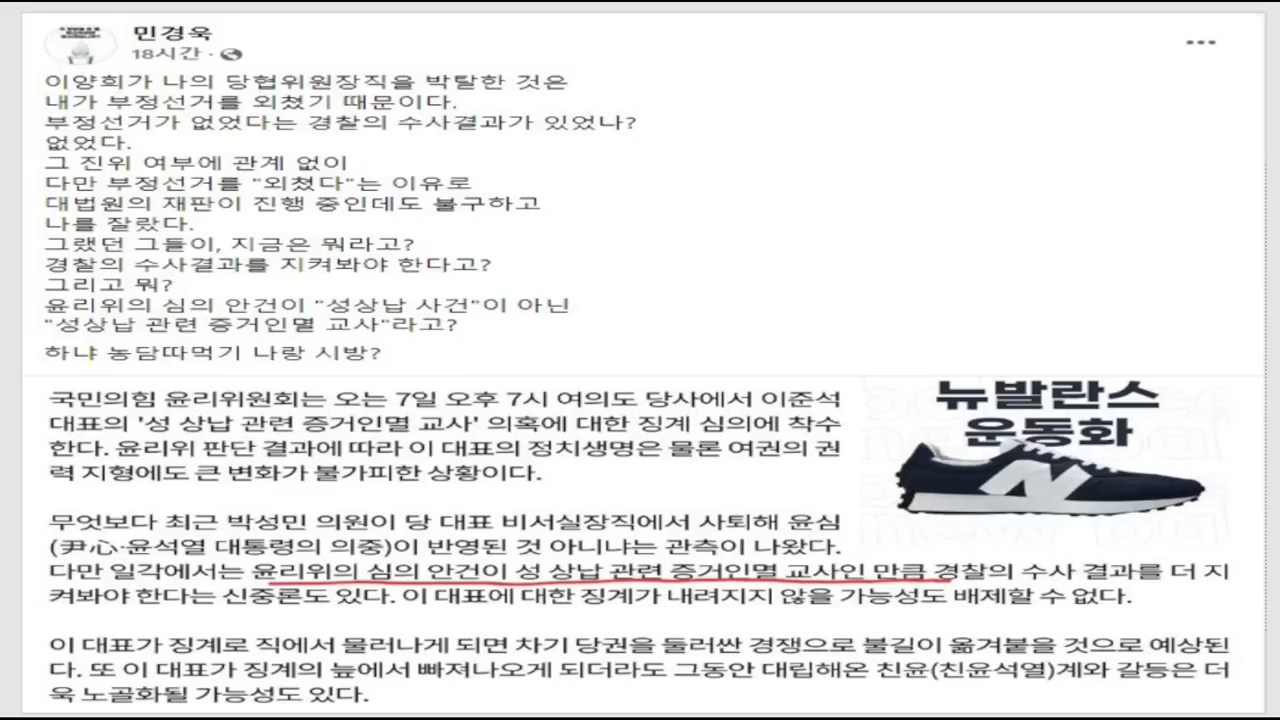 민경욱
18시간 ·
이양희가 나의 당협위원장직을 박탈한 것은
내가 부정선거를 외쳤기 때문이다.
부정선거가 없었다는 경찰의 수사결과가 있었나?
없었다.
그 진위 여부에 관계 없이
다만 부정선거를 "외쳤다"는 이유로
대법원의 재판이 진행 중인데도 불구하고
나를 잘랐다.
그랬던 그들이, 지금은 뭐라고?
경찰의 수사결과를 지켜봐야 한다고?
그리고 뭐?
윤리위의 심의 안건이 "성상납 사건"이 아닌
"성상납 관련 증거인멸 교사"라고?
하냐 농담따먹기 나랑 시방?
국민의힘 윤리위원회는 오는 7일 오후 7시 여의도 당사에서 이준석
대표의 '성 상납 관련 증거인멸 교사' 의혹에 대한 징계 심의에 착수
한다. 윤리위 판단 결과에 따라 이 대표의 정치생명은 물론 여권의 권
력 지형에도 큰 변화가 불가피한 상황이다.
뉴발란스
운동화
무엇보다 최근 박성민 의원이 당 대표 비서실장직에서 사퇴해 윤심
(尹心·윤석열 대통령의 의중)이 반영된 것 아니냐는 관측이 나왔다.
다만 일각에서는 윤리위의 심의 안건이 성 상납 관련 증거인멸 교사인 만큼 경찰의 수사 결과를 더 지
켜봐야 한다는 신중론도 있다. 이 대표에 대한 징계가 내려지지 않을 가능성도 배제할 수 없다.
이 대표가 징계로 직에서 물러나게 되면 차기 당권을 둘러싼 경쟁으로 불길이 옮겨붙을 것으로 예상된
다. 또 이 대표가 징계의 늪에서 빠져나오게 되더라도 그동안 대립해온 친윤(친윤석열)계와 갈등은 더
욱 노골화될 가능성도 있다.